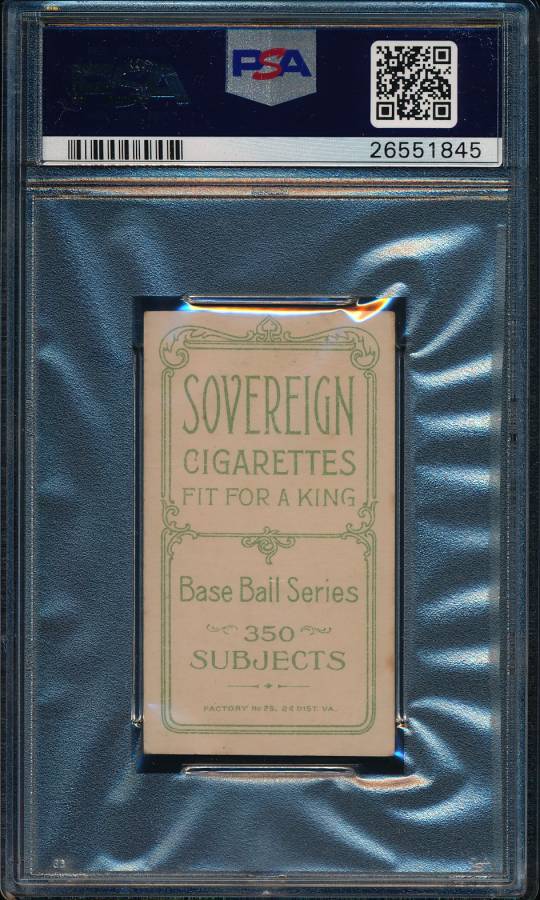 PSA
26551845
SOVEREIGN
CIGARETTES
FIT FOR A KING
Base Ball Series
350
SUBJECTS
FACTORY No 25, 2d DIST. VA.